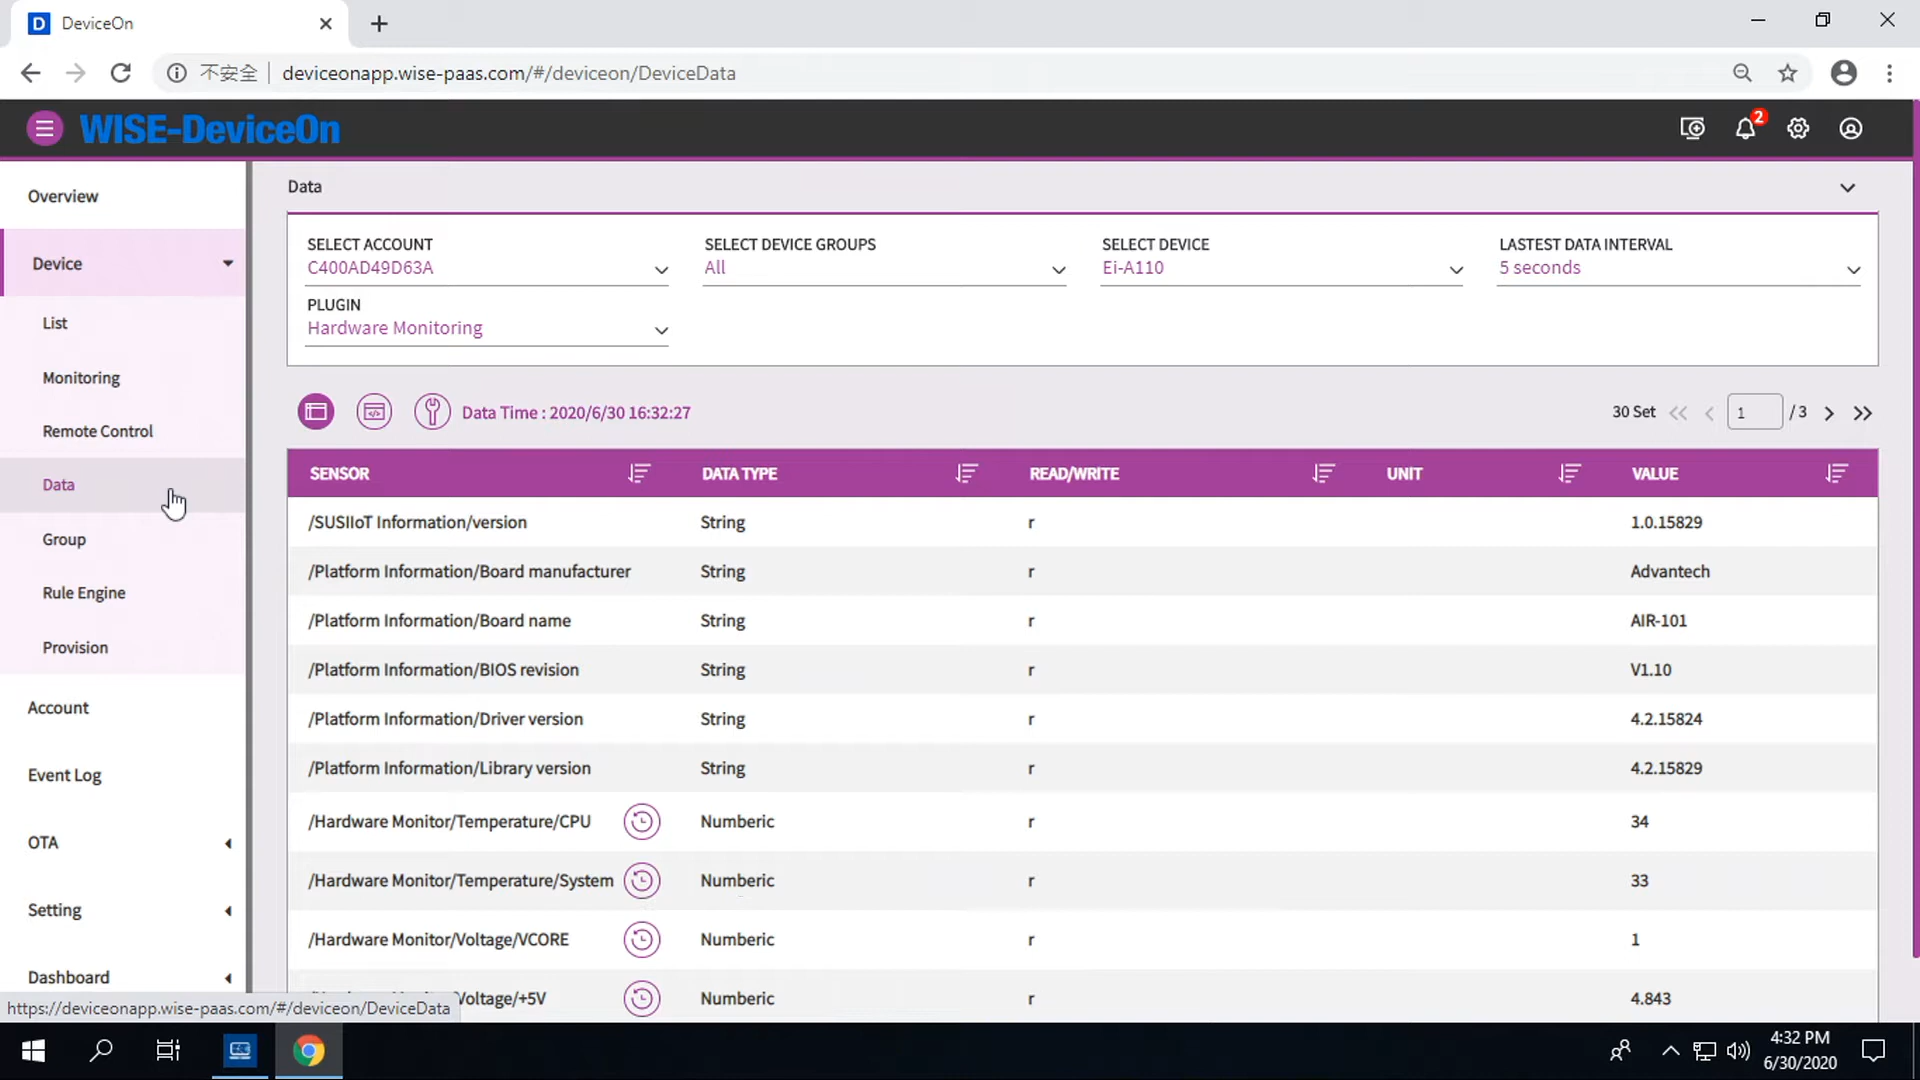 DeviceOn
不安全
deviceonapp.wise-paas.com/#/deviceon/DeviceData
WISE-DeviceOn
2
Overview
Device
List
Monitoring
Remote Control
Data
Group
Rule Engine
Provision
Account
Event Log
OTA
Setting
Dashboard
Data
SELECT ACCOUNT
C400AD49D63A
SELECT DEVICE GROUPS
All
SELECT DEVICE
Ei-A110
LASTEST DATA INTERVAL
5 seconds
PLUGIN
Hardware Monitoring
Data Time : 2020/6/30 16:32:27
30 Set 1 /3
SENSOR DATA TYPE READ/WRITE UNIT VALUE
/SUSIIoT Information/version String r 1.0.15829
/Platform Information/Board manufacturer String r Advantech
/Platform Information/Board name String r AIR-101
/Platform Information/BIOS revision String r V1.10
/Platform Information/Driver version String r 4.2.15824
/Platform Information/Library version String r 4.2.15829
/Hardware Monitor/Temperature/CPU Numberic r 34
/Hardware Monitor/Temperature/System Numberic r 33
/Hardware Monitor/Voltage/VCORE Numberic r 1
Voltage/+5V Numberic r 4.843
https://deviceonapp.wise-paas.com/#/deviceon/DeviceData
4:32 PM
6/30/2020